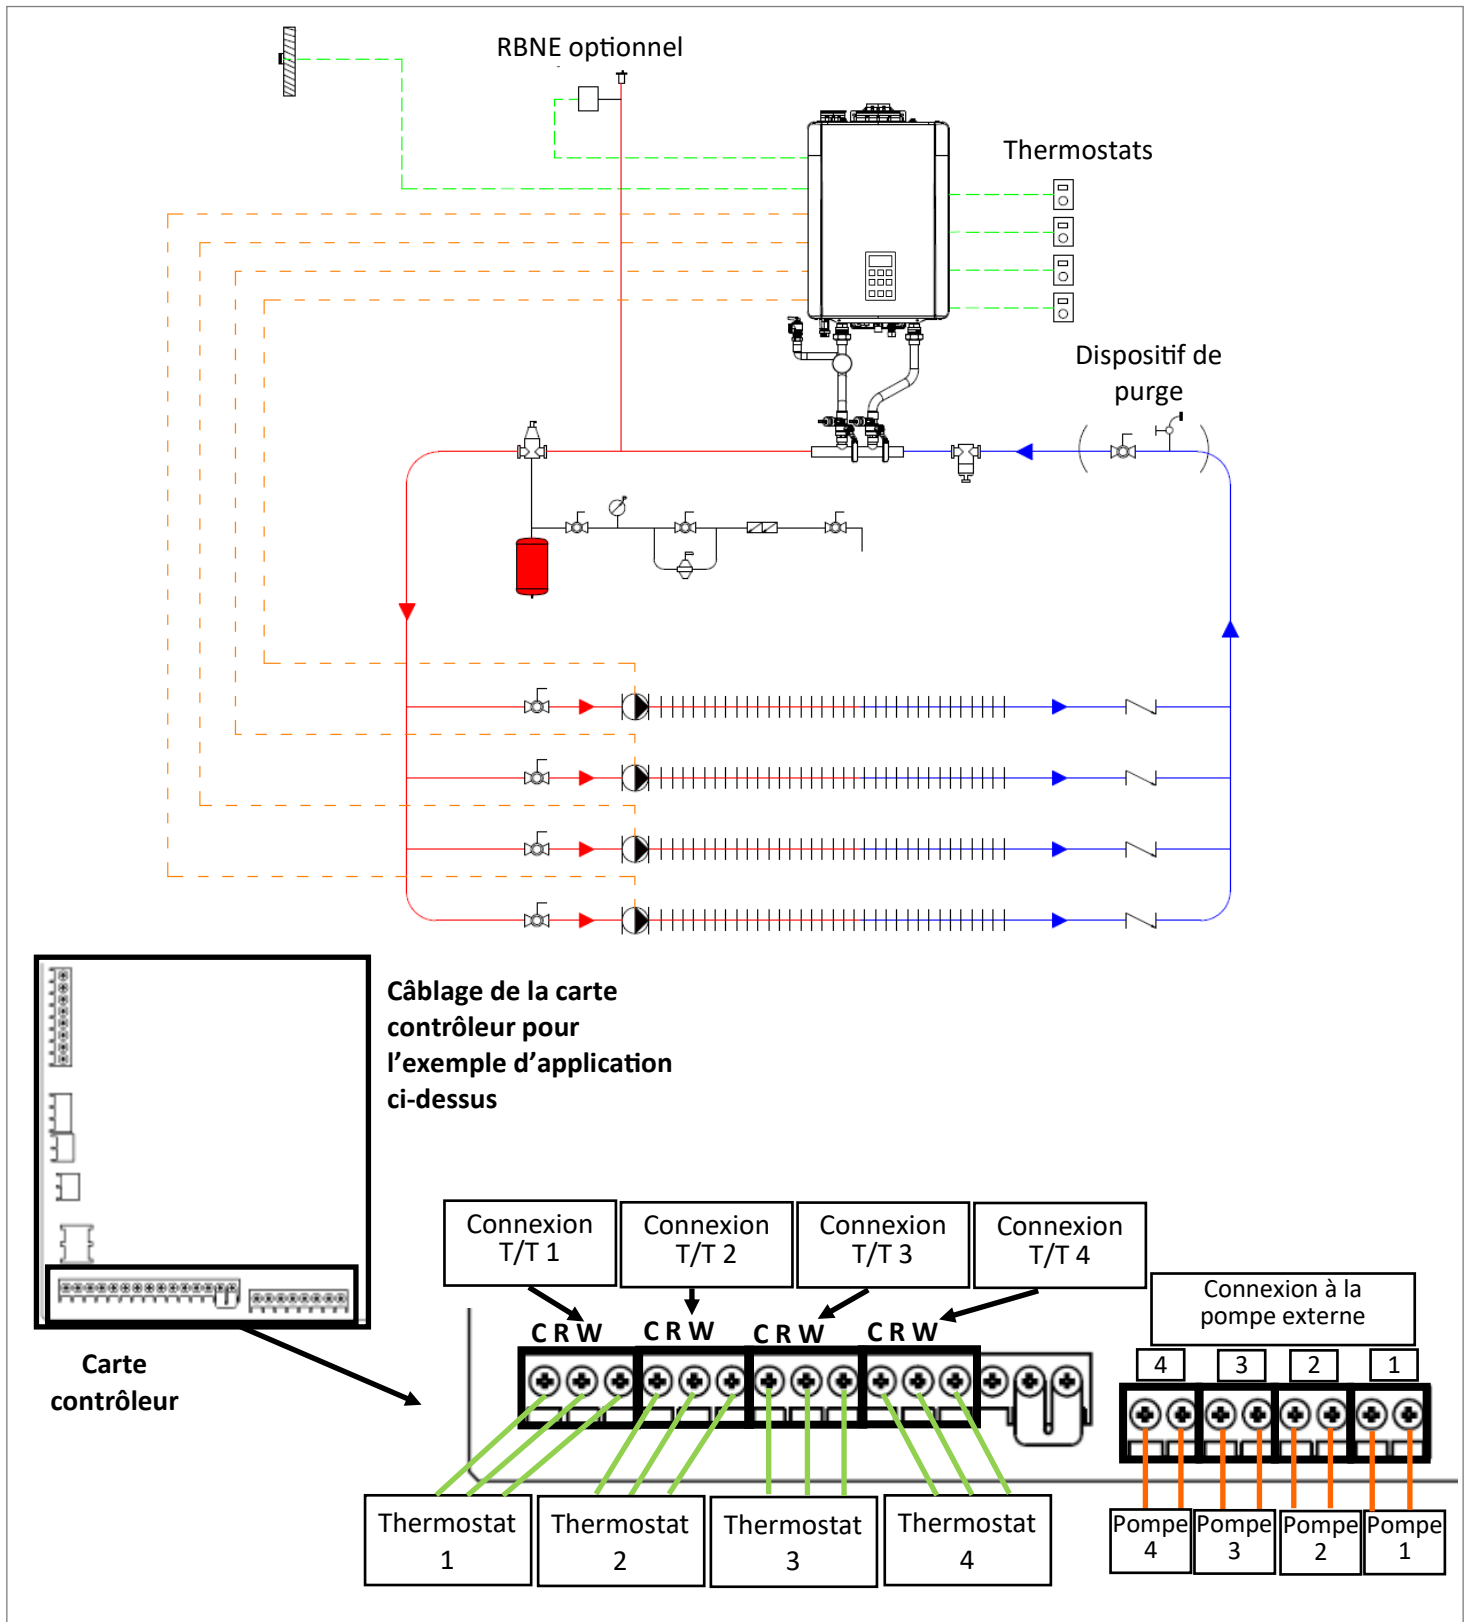 RBNE optionnel
Thermostats
Dispositif de
purge
Câblage de la carte
contrôleur pour
l’exemple d’application
ci-dessus
Connexion
T/T 1
Connexion
T/T 2
Connexion
T/T 3
Connexion
T/T 4
Connexion à la
pompe externe
4
3
2
1
C R W
C R W
C R W
C R W
Carte
contrôleur
Thermostat
1
Thermostat
2
Thermostat
3
Thermostat
4
Pompe
4
Pompe
3
Pompe
2
Pompe
1